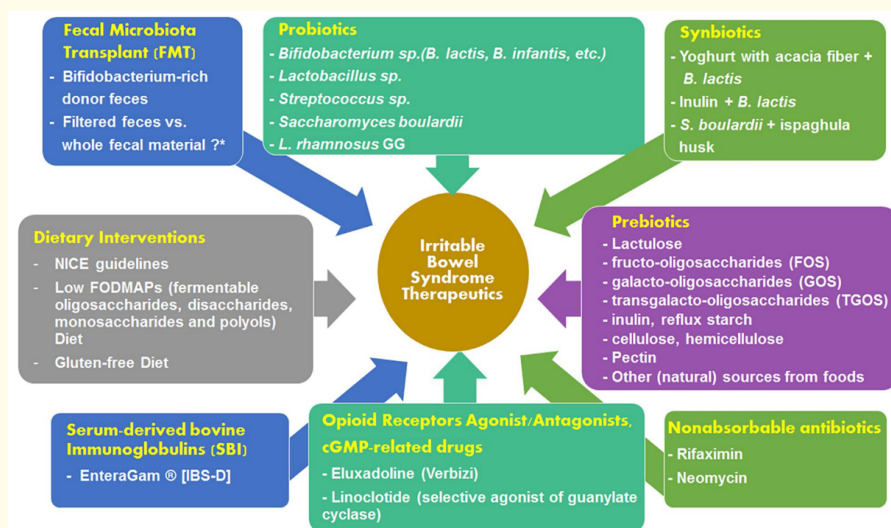 Fecal Microbiota
Transplant (FMT)
- Bifidobacterium-rich
donor feces
- Filtered feces vs.
whole fecal material ?*
Probiotics
- Bifidobacterium sp.(B. lactis, B. infantis, etc.)
- Lactobacillus sp.
- Streptococcus sp.
- Saccharomyces boulardii
- L. rhamnosus GG
Synbiotics
- Yoghurt with acacia fiber +
B. lactis
- Inulin + B. lactis
- S. boulardii + ispaghula
husk
Dietary Interventions
- NICE guidelines
- Low FODMAPs (fermentable
oligosaccharides, disaccharides,
monosaccharides and polyols)
Diet
- Gluten-free Diet
Irritable
Bowel
Syndrome
Therapeutics
Prebiotics
- Lactulose
- fructo-oligosaccharides (FOS)
- galacto-oligosaccharides (GOS)
- transgalacto-oligosaccharides (TGOS)
- inulin, reflux starch
- cellulose, hemicellulose
- Pectin
- Other (natural) sources from foods
Serum-derived bovine
Immunoglobulins (SBI)
- EnteraGam ® [IBS-D]
Opioid Receptors Agonist/Antagonists,
cGMP-related drugs
- Eluxadoline (Verbizi)
- Linoclotide (selective agonist of guanylate
cyclase)
Nonabsorbable antibiotics
- Rifaximin
- Neomycin